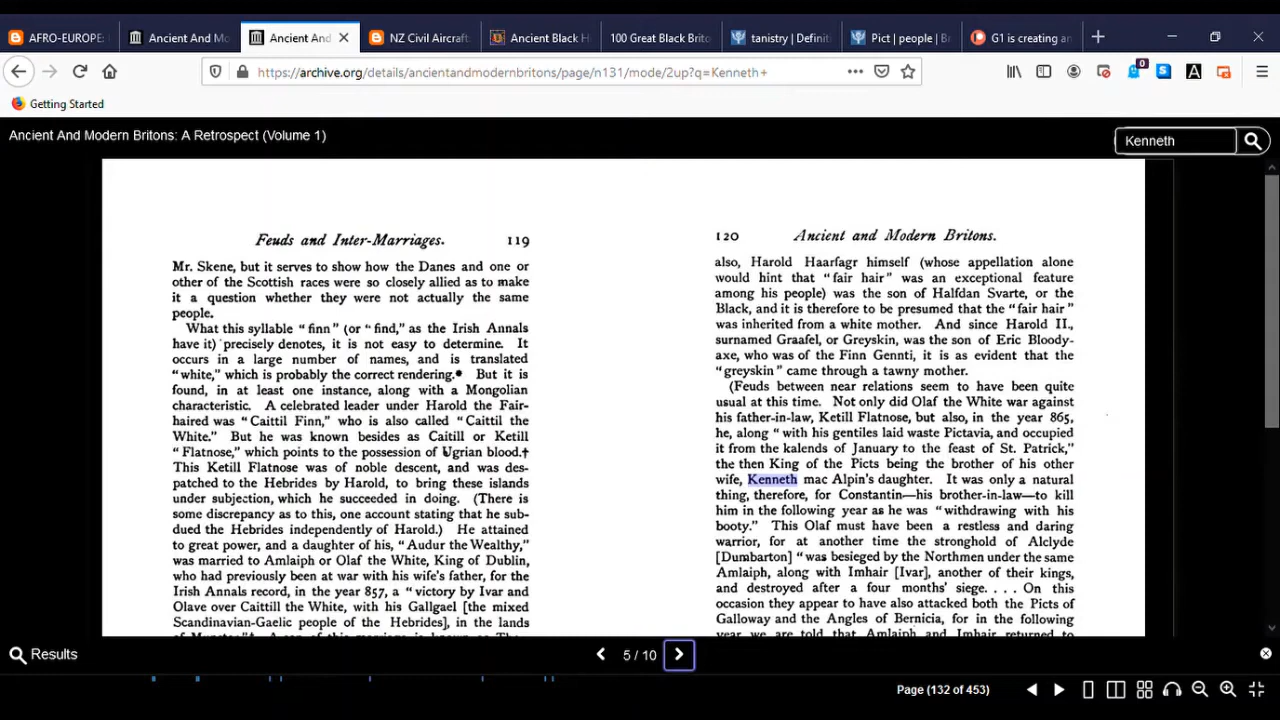 AFRO-EUROPE:
Ancient And Mo
Ancient And
NZ Civil Aircraft
Ancient Black H
100 Great Black Brito
tanistry | Definit
Pict | people | B
G1 is creating an
https://archive.org/details/ancientandmodernbritons/page/n131/mode/2up?q=Kenneth+
0
Getting Started
Ancient And Modern Britons: A Retrospect (Volume 1)
Kenneth
Feuds and Inter-Marriages. 119
Mr. Skene, but it serves to show how the Danes and one or
other of the Scottish races were so closely allied as to make
it a question whether they were not actually the same
people.
What this syllable "finn" (or "find," as the Irish Annals
have it) precisely denotes, it is not easy to determine. It
occurs in a large number of names, and is translated
"white," which is probably the correct rendering.* But it is
found, in at least one instance, along with a Mongolian
characteristic. A celebrated leader under Harold the Fair-
haired was "Caittil Finn," who is also called "Caittil the
White." But he was known besides as Caitill or Ketill
"Flatnose," which points to the possession of Ugrian blood.†
This Ketill Flatnose was of noble descent, and was des-
patched to the Hebrides by Harold, to bring these islands
under subjection, which he succeeded in doing. (There is
some discrepancy as to this, one account stating that he sub-
dued the Hebrides independently of Harold.) He attained
to great power, and a daughter of his, "Audur the Wealthy,"
was married to Amlaiph or Olaf the White, King of Dublin,
who had previously been at war with his wife's father, for the
Irish Annals record, in the year 857, a "victory by Ivar and
Olave over Caittill the White, with his Gallgael [the mixed
Scandinavian-Gaelic people of the Hebrides], in the lands
120 Ancient and Modern Britons.
also, Harold Haarfagr himself (whose appellation alone
would hint that "fair hair" was an exceptional feature
among his people) was the son of Halfdan Svarte, or the
Black, and it is therefore to be presumed that the "fair hair"
was inherited from a white mother. And since Harold II.,
surnamed Graafel, or Greyskin, was the son of Eric Bloody-
axe, who was of the Finn Gennti, it is as evident that the
"greyskin" came through a tawny mother.
(Feuds between near relations seem to have been quite
usual at this time. Not only did Olaf the White war against
his father-in-law, Ketill Flatnose, but also, in the year 865,
he, along "with his gentiles laid waste Pictavia, and occupied
it from the kalends of January to the feast of St. Patrick,"
the then King of the Picts being the brother of his other
wife, Kenneth mac Alpin's daughter. It was only a natural
thing, therefore, for Constantin—his brother-in-law—to kill
him in the following year as he was "withdrawing with his
booty." This Olaf must have been a restless and daring
warrior, for at another time the stronghold of Alclyde
[Dumbarton] "was besieged by the Northmen under the same
Amlaiph, along with Imhair [Ivar], another of their kings,
and destroyed after a four months' siege. . . . On this
occasion they appear to have also attacked both the Picts of
Galloway and the Angles of Bernicia, for in the following
year we are told that Amlaiph and Imhair returned to
Results
5 / 10
Page (132 of 453)